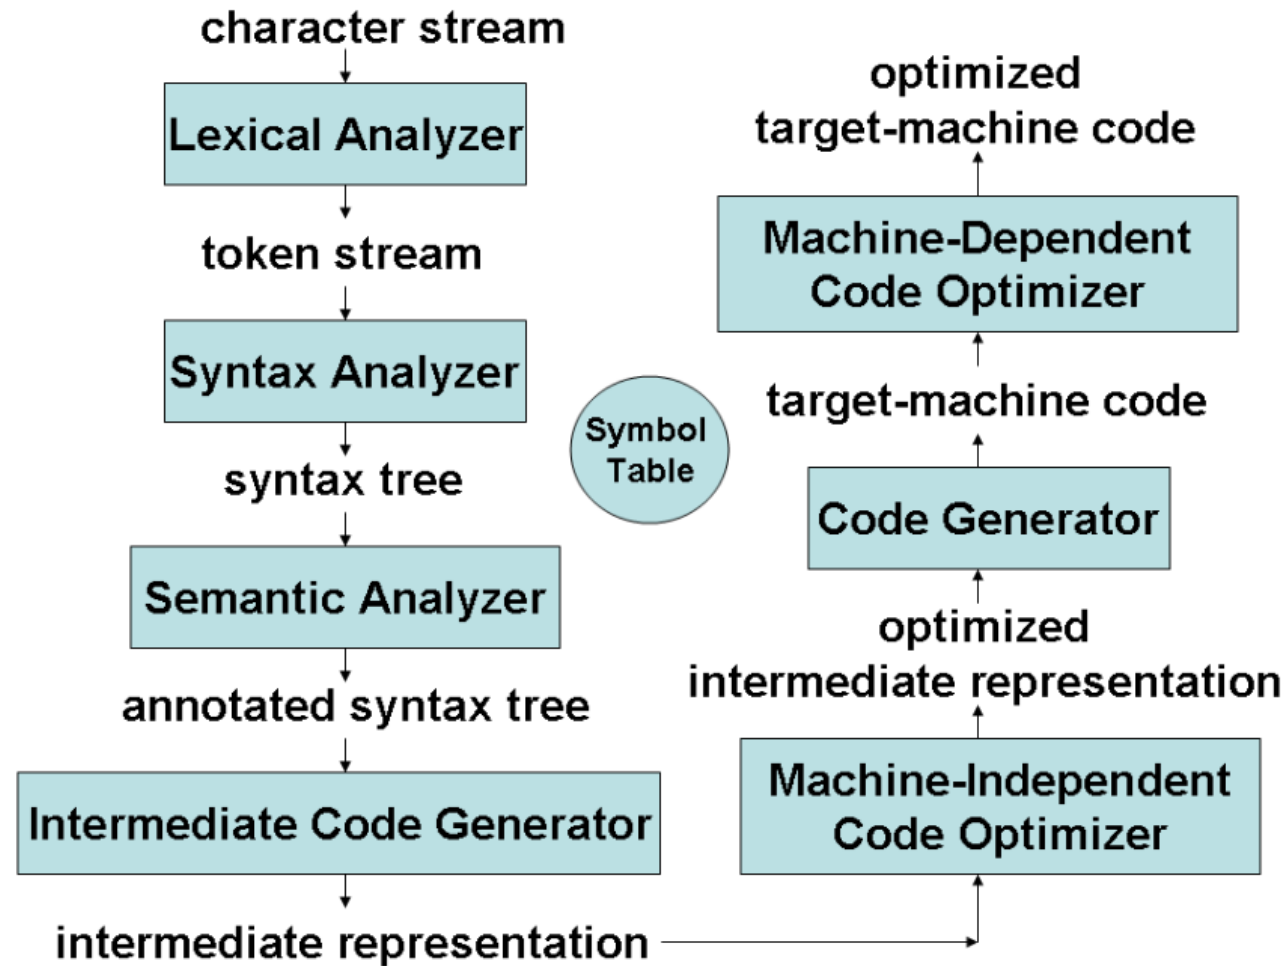 character stream
Lexical Analyzer
token stream
Syntax Analyzer
syntax tree
Semantic Analyzer
annotated syntax tree
Intermediate Code Generator
intermediate representation
Symbol
Table
optimized
target-machine code
Machine-Dependent
Code Optimizer
target-machine code
Code Generator
optimized
intermediate representation
Machine-Independent
Code Optimizer